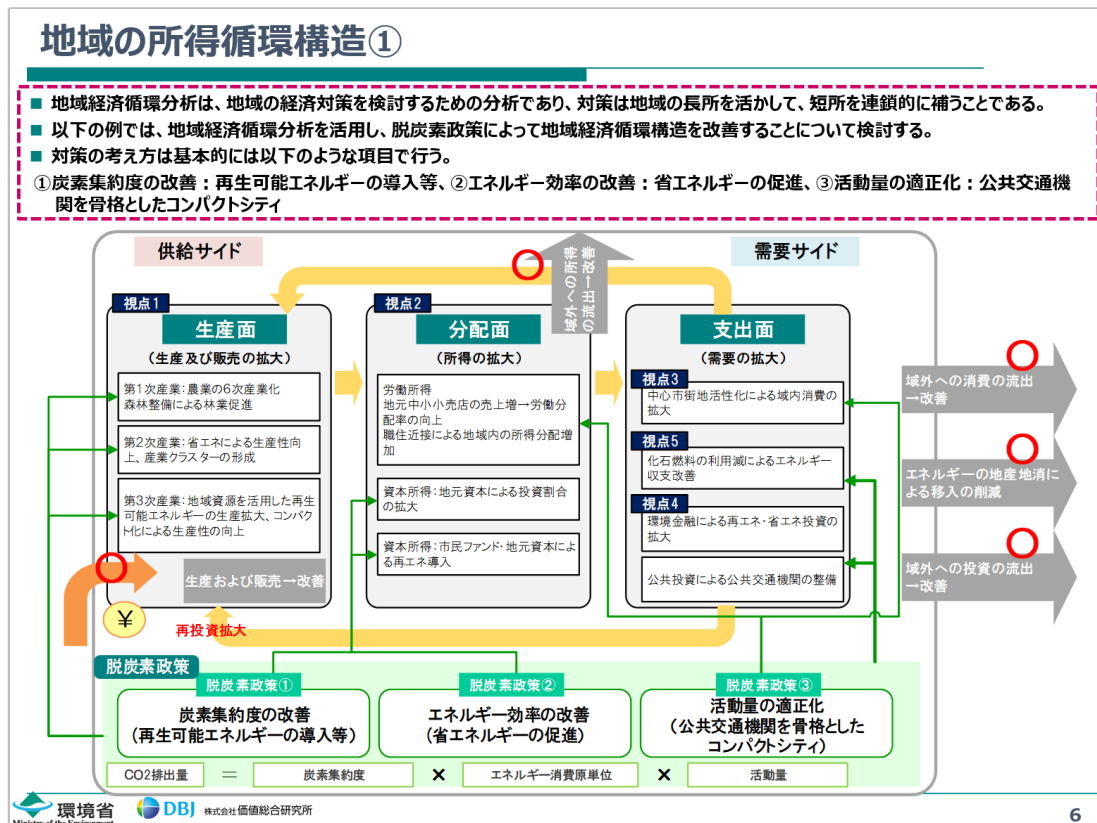 地域の所得循環構造①
■ 地域経済循環分析は、地域の経済対策を検討するための分析であり、対策は地域の長所を活かして、短所を連鎖的に補うことである。
■ 以下の例では、地域経済循環分析を活用し、脱炭素政策によって地域経済循環構造を改善することについて検討する。
■ 対策の考え方は基本的には以下のような項目で行う。
①炭素集約度の改善：再生可能エネルギーの導入等、②エネルギー効率の改善：省エネルギーの促進、③活動量の適正化：公共交通機
関を骨格としたコンパクトシティ
供給サイド
需要サイド
域外への所得
の流出→改善
視点1
生産面
（生産及び販売の拡大）
第1次産業：農業の6次産業化
森林整備による林業促進
第2次産業：省エネによる生産性向
上、産業クラスターの形成
第3次産業：地域資源を活用した再生
可能エネルギーの生産拡大、コンパク
ト化による生産性の向上
生産および販売→改善
￥
再投資拡大
視点2
分配面
（所得の拡大）
労働所得
地元中小小売店の売上増→労働分
配率の向上
職住近接による地域内の所得分配増
加
資本所得：地元資本による投資割合
の拡大
資本所得：市民ファンド・地元資本によ
る再エネ導入
支出面
（需要の拡大）
視点3
中心市街地活性化による域内消費の
拡大
視点5
化石燃料の利用減によるエネルギー
収支改善
視点4
環境金融による再エネ・省エネ投資の
拡大
公共投資による公共交通機関の整備
域外への消費の流出
→改善
エネルギーの地産地消に
よる移入の削減
域外への投資の流出
→改善
脱炭素政策
脱炭素政策①
炭素集約度の改善
（再生可能エネルギーの導入等）
脱炭素政策②
エネルギー効率の改善
（省エネルギーの促進）
脱炭素政策③
活動量の適正化
（公共交通機関を骨格とした
コンパクトシティ）
CO2排出量 ＝ 炭素集約度 × エネルギー消費原単位 × 活動量
環境省
Ministry of the Environment
DBJ 株式会社価値総合研究所
6